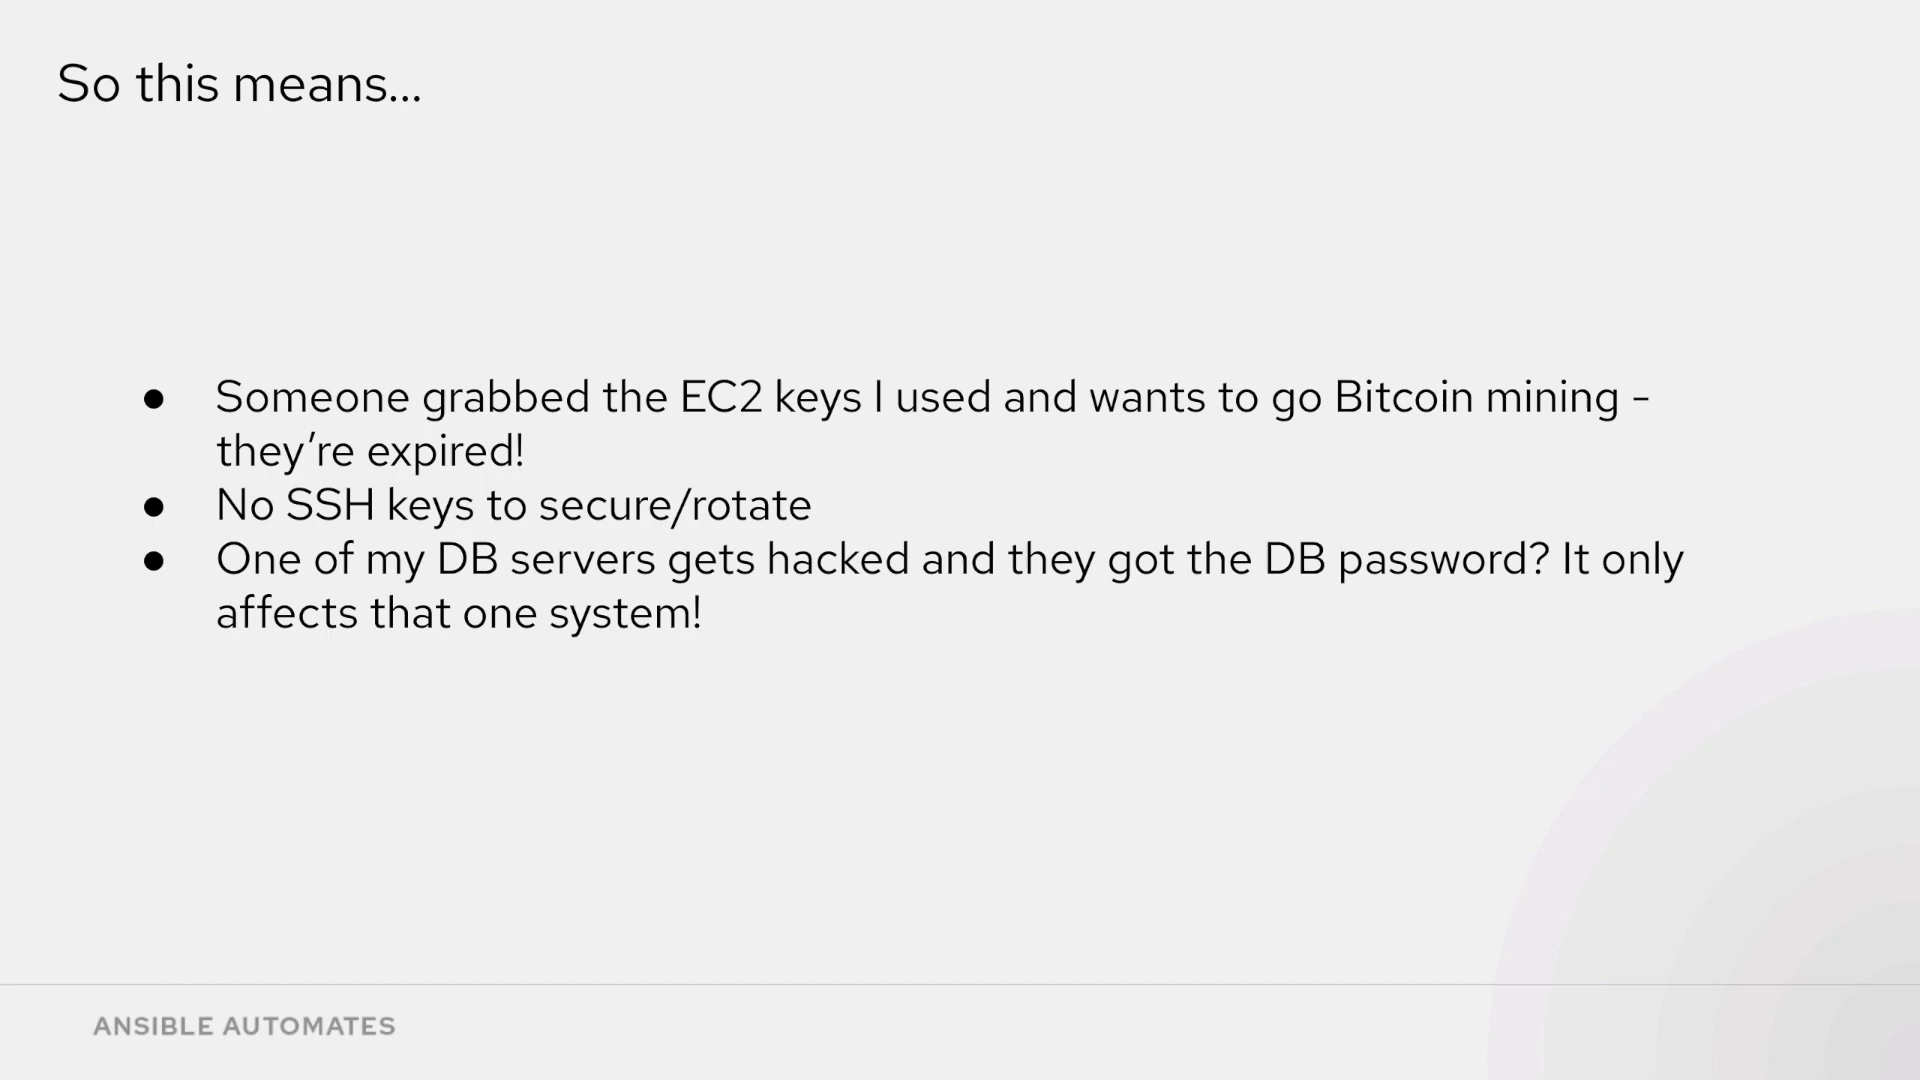 So this means...
● Someone grabbed the EC2 keys I used and wants to go Bitcoin mining -
they’re expired!
● No SSH keys to secure/rotate
● One of my DB servers gets hacked and they got the DB password? It only
affects that one system!
ANSIBLE AUTOMATES